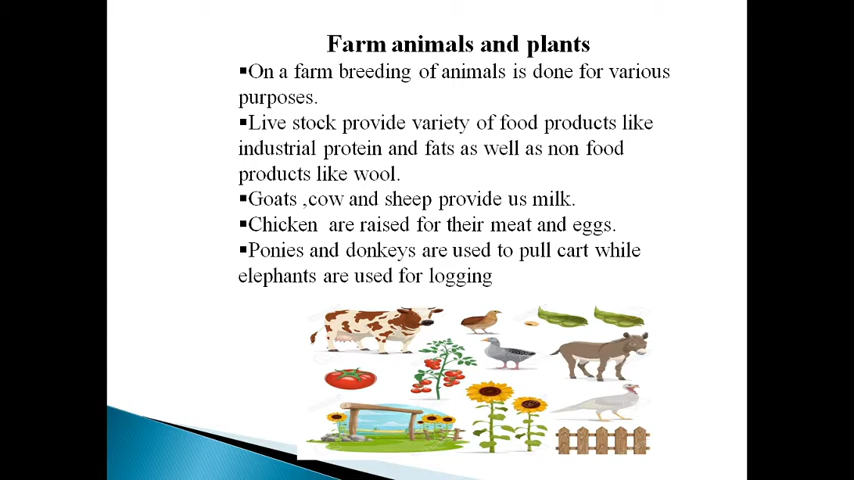 Farm animals and plants
▪On a farm breeding of animals is done for various
purposes.
▪Live stock provide variety of food products like
industrial protein and fats as well as non food
products like wool.
▪Goats ,cow and sheep provide us milk.
▪Chicken  are raised for their meat and eggs.
▪Ponies and donkeys are used to pull cart while
elephants are used for logging